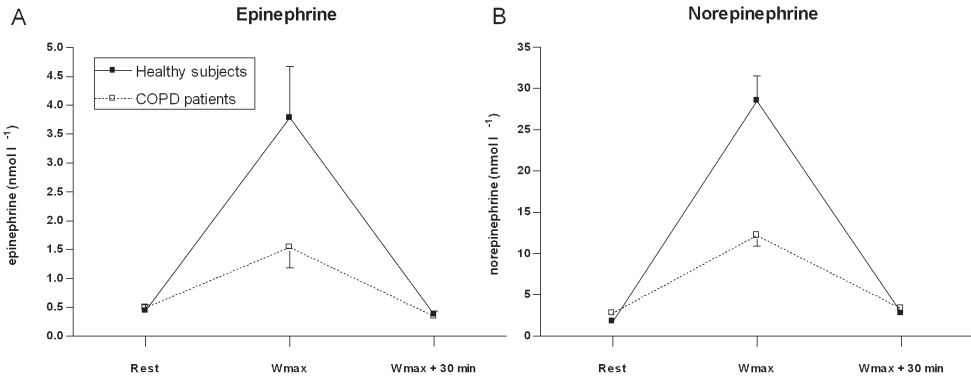 A
Epinephrine
epinephrine (nmol l -1)
5.0
4.5
4.0
3.5
3.0
2.5
2.0
1.5
1.0
0.5
0.0
Healthy subjects
COPD patients
Rest
Wmax
Wmax + 30 min
B
Norepinephrine
norepinephrine (nmol l -1)
35
30
25
20
15
10
5
0
Rest
Wmax
Wmax + 30 min